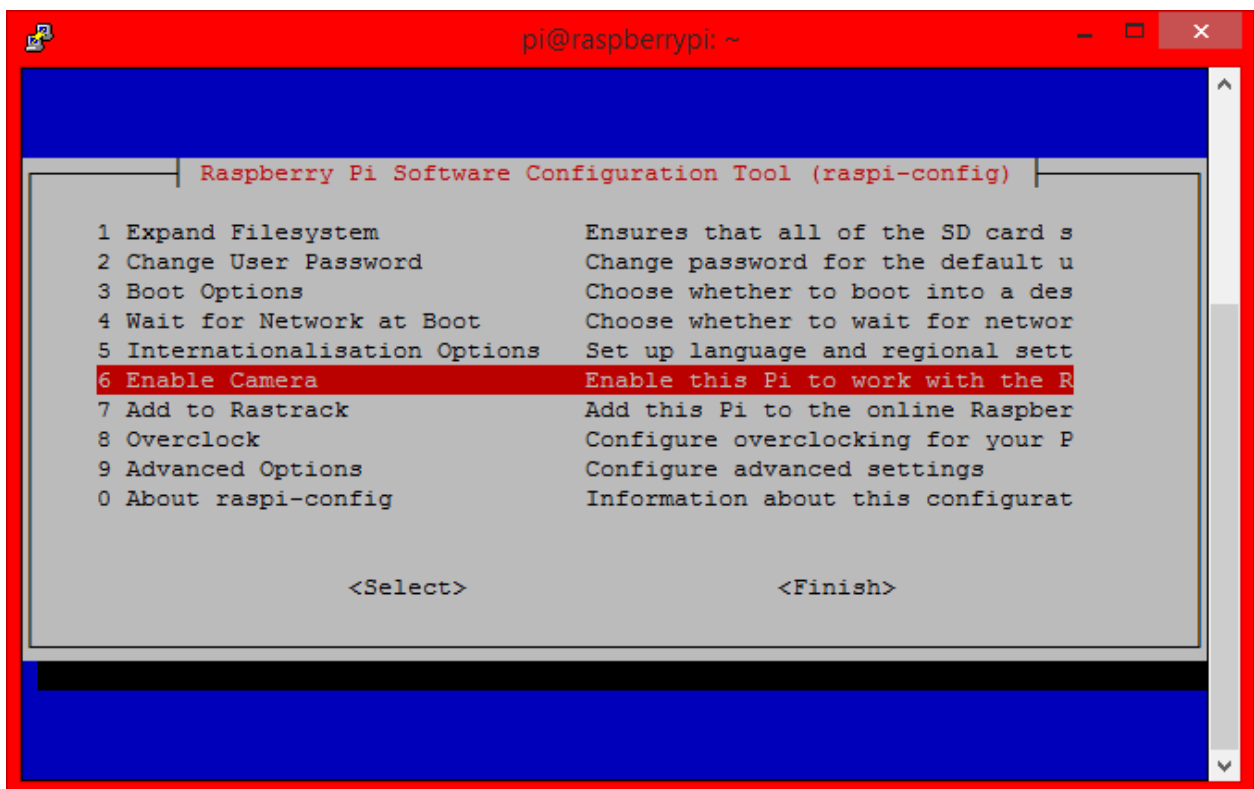 pi@raspberrypi: ~
Raspberry Pi Software Configuration Tool (raspi-config)
1 Expand Filesystem Ensures that all of the SD card s
2 Change User Password Change password for the default u
3 Boot Options Choose whether to boot into a des
4 Wait for Network at Boot Choose whether to wait for networ
5 Internationalisation Options Set up language and regional sett
6 Enable Camera Enable this Pi to work with the R
7 Add to Rastrack Add this Pi to the online Raspber
8 Overclock Configure overclocking for your P
9 Advanced Options Configure advanced settings
0 About raspi-config Information about this configurat
<Select> <Finish>